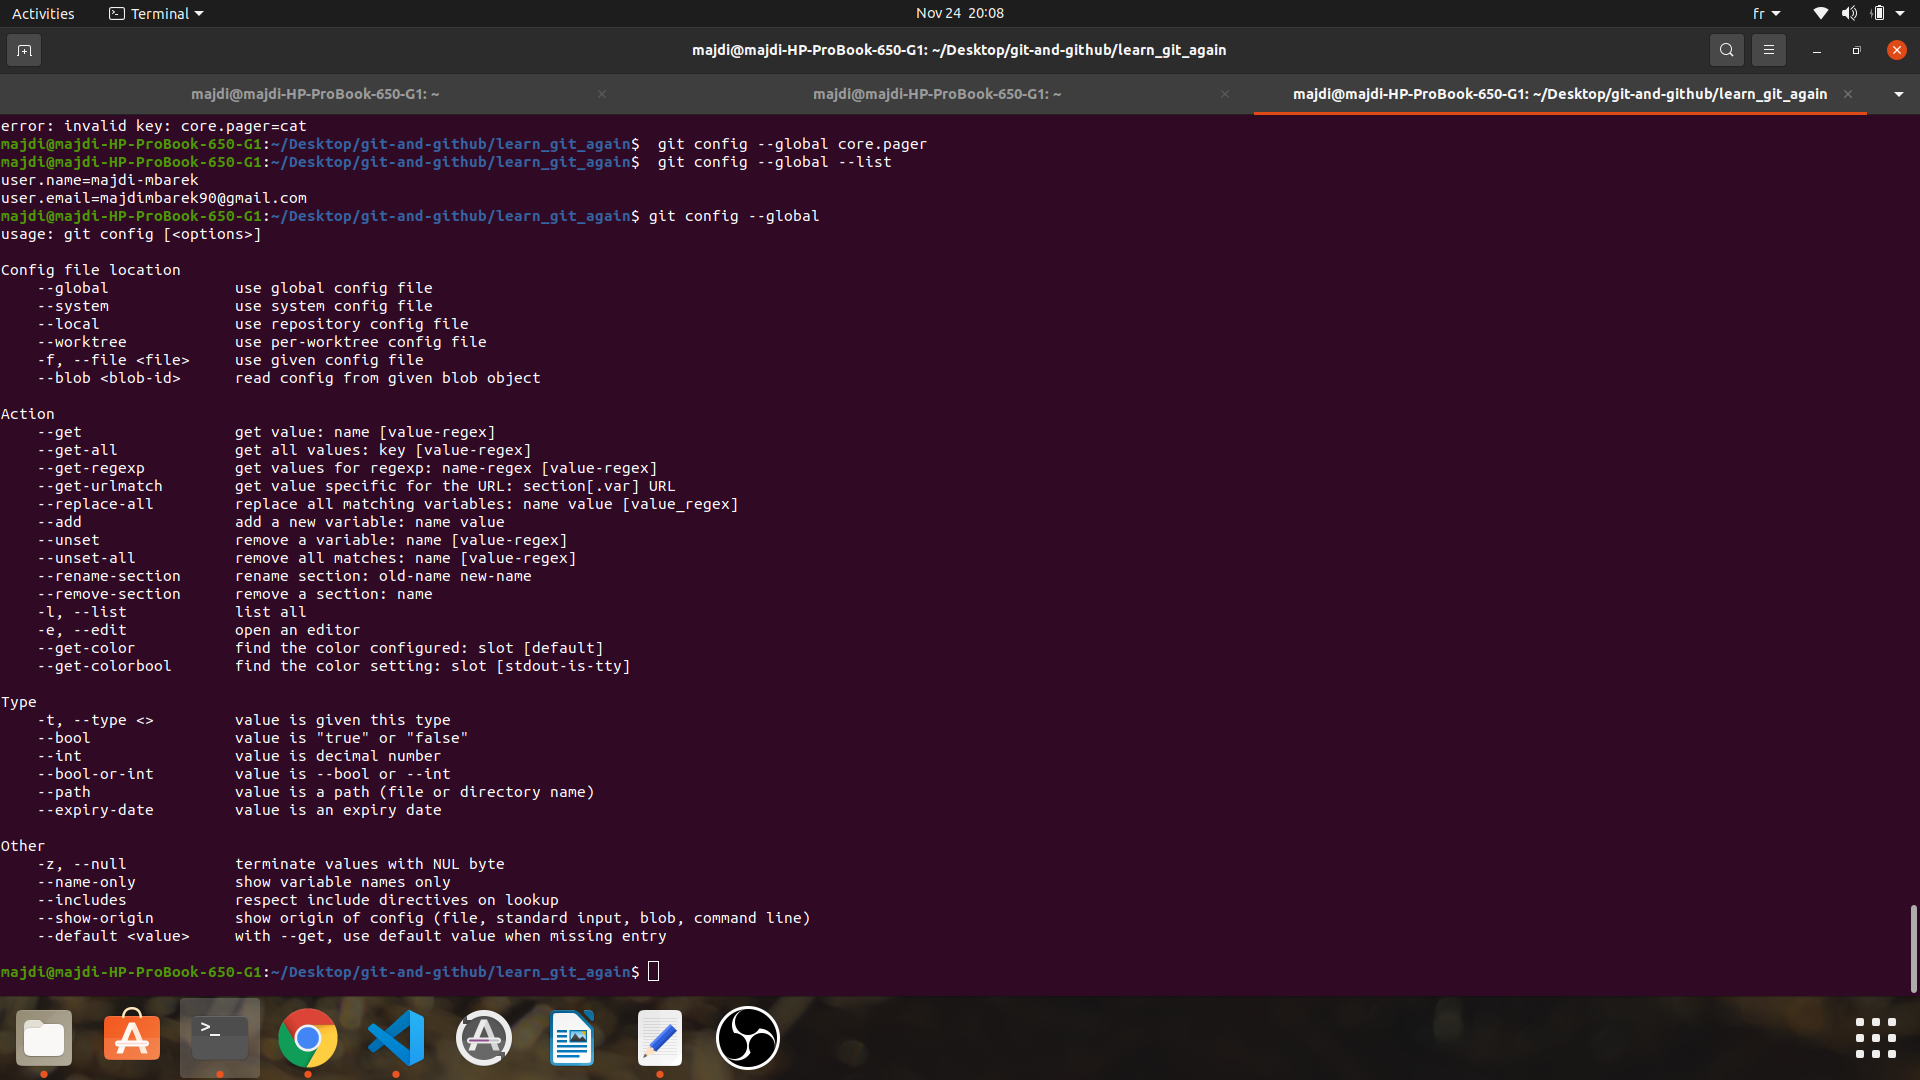 Activities Terminal Nov 24 20:08 fr
majdi@majdi-HP-ProBook-650-G1: ~/Desktop/git-and-github/learn_git_again
majdi@majdi-HP-ProBook-650-G1: ~ majdi@majdi-HP-ProBook-650-G1: ~ majdi@majdi-HP-ProBook-650-G1: ~/Desktop/git-and-github/learn_git_again
error: invalid key: core.pager=cat
majdi@majdi-HP-ProBook-650-G1:~/Desktop/git-and-github/learn_git_again$  git config --global core.pager
majdi@majdi-HP-ProBook-650-G1:~/Desktop/git-and-github/learn_git_again$  git config --global --list
user.name=majdi-mbarek
user.email=majdimbarek90@gmail.com
majdi@majdi-HP-ProBook-650-G1:~/Desktop/git-and-github/learn_git_again$ git config --global
usage: git config [<options>]
Config file location
    --global              use global config file
    --system              use system config file
    --local               use repository config file
    --worktree            use per-worktree config file
    -f, --file <file>     use given config file
    --blob <blob-id>      read config from given blob object
Action
    --get                 get value: name [value-regex]
    --get-all             get all values: key [value-regex]
    --get-regexp          get values for regexp: name-regex [value-regex]
    --get-urlmatch        get value specific for the URL: section[.var] URL
    --replace-all         replace all matching variables: name value [value_regex]
    --add                 add a new variable: name value
    --unset               remove a variable: name [value-regex]
    --unset-all           remove all matches: name [value-regex]
    --rename-section      rename section: old-name new-name
    --remove-section      remove a section: name
    -l, --list            list all
    -e, --edit            open an editor
    --get-color           find the color configured: slot [default]
    --get-colorbool       find the color setting: slot [stdout-is-tty]
Type
    -t, --type <>         value is given this type
    --bool                value is "true" or "false"
    --int                 value is decimal number
    --bool-or-int         value is --bool or --int
    --path                value is a path (file or directory name)
    --expiry-date         value is an expiry date
Other
    -z, --null            terminate values with NUL byte
    --name-only           show variable names only
    --includes            respect include directives on lookup
    --show-origin         show origin of config (file, standard input, blob, command line)
    --default <value>     with --get, use default value when missing entry
majdi@majdi-HP-ProBook-650-G1:~/Desktop/git-and-github/learn_git_again$